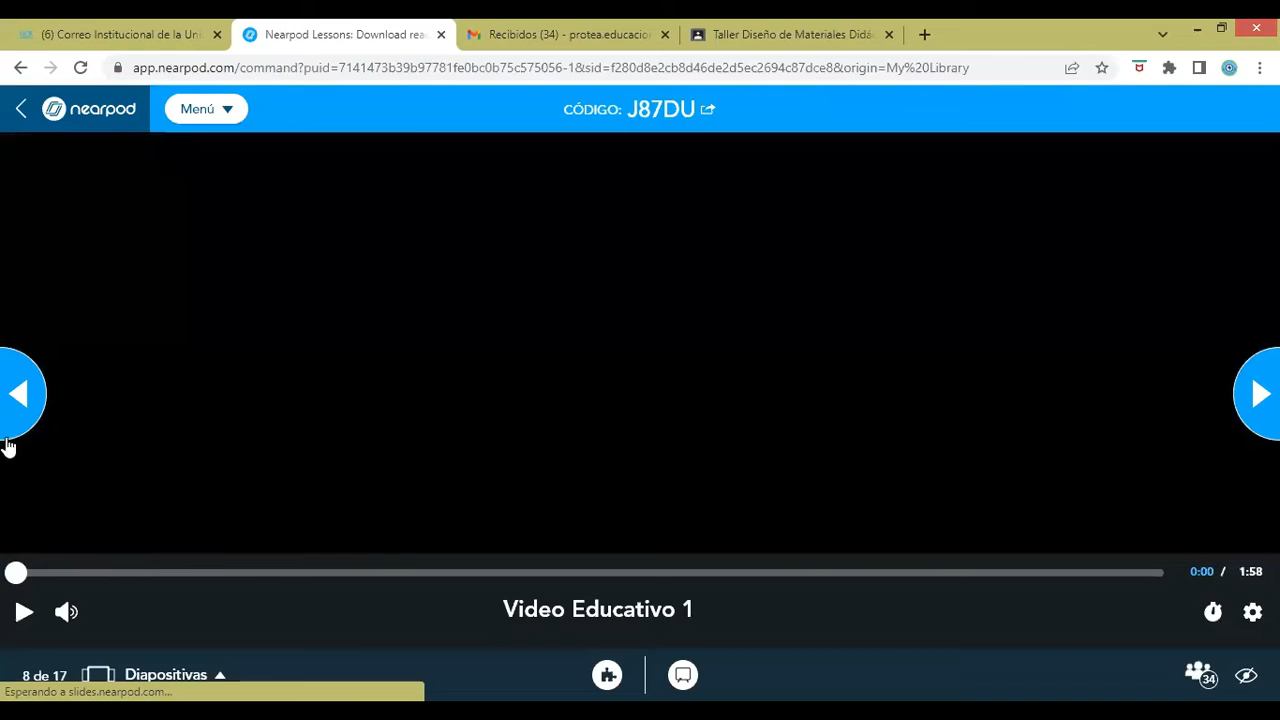 (6) Correo Institucional de la Uni
Nearpod Lessons: Download rea
Recibidos (34) - protea.educacio
Taller Diseño de Materiales Didá
app.nearpod.com/command?puid=7141473b39b97781fe0bc0b75c575056-1&sid=f280d8e2cb8d46de2d5ec2694c87dce8&origin=My%20Library
nearpod
Menú
CÓDIGO: J87DU
0:00 / 1:58
Video Educativo 1
8 de 17
Diapositivas
34
Esperando a slides.nearpod.com...